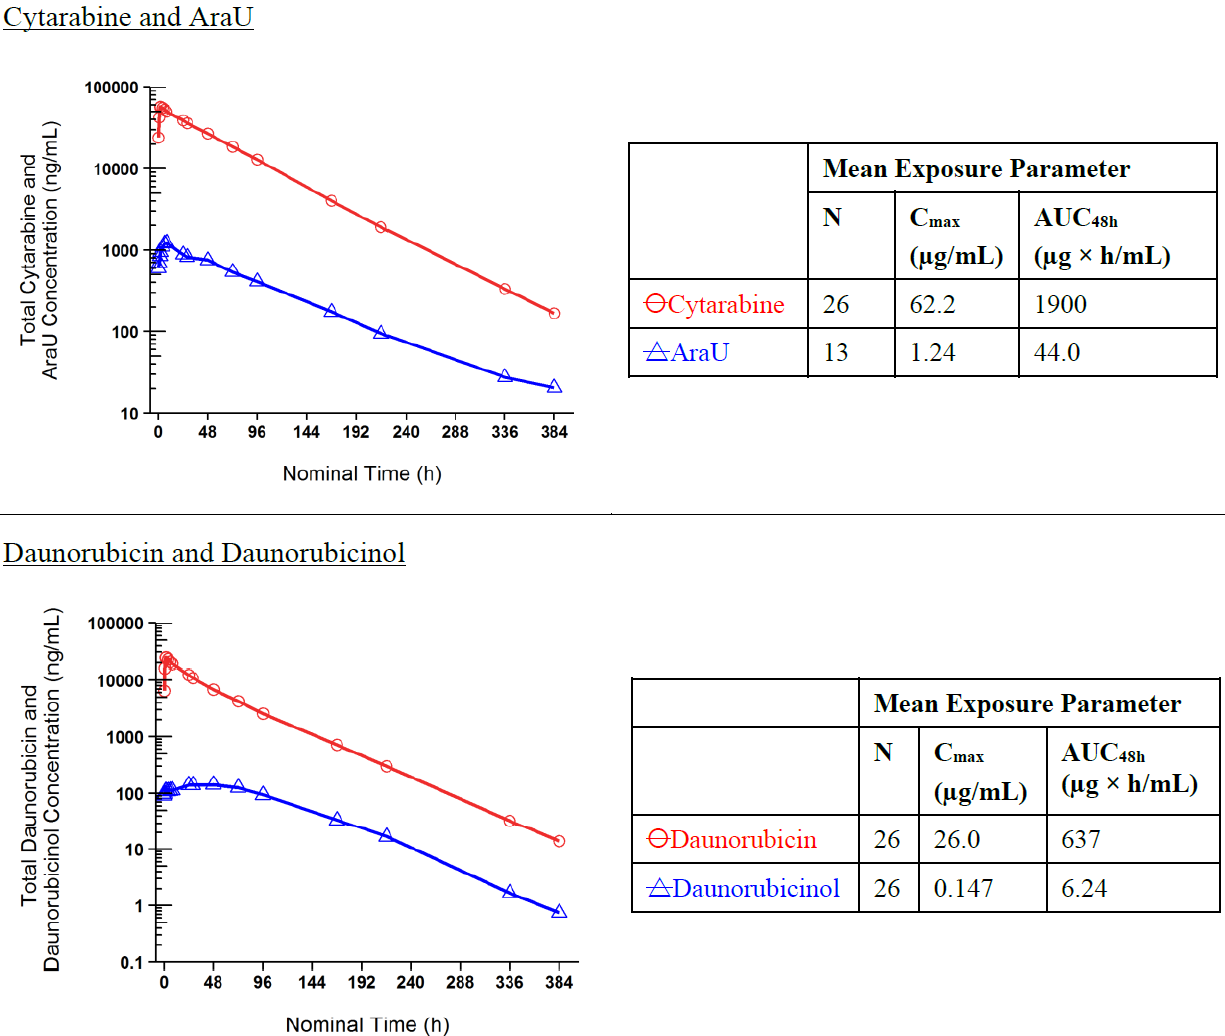 Cytarabine and AraU
Total Cytarabine and
AraU Concentration (ng/mL)
100000
10000
1000
100
10
0 48 96 144 192 240 288 336 384
Nominal Time (h)
Mean Exposure Parameter
N Cmax AUC48h
(µg/mL) (µg × h/mL)
Cytarabine 26 62.2 1900
AraU 13 1.24 44.0
Daunorubicin and Daunorubicinol
Total Daunorubicin and
Daunorubicinol Concentration (ng/mL)
100000
10000
1000
100
10
1
0.1
0 48 96 144 192 240 288 336 384
Nominal Time (h)
Mean Exposure Parameter
N Cmax AUC48h
(µg/mL) (µg × h/mL)
Daunorubicin 26 26.0 637
Daunorubicinol 26 0.147 6.24